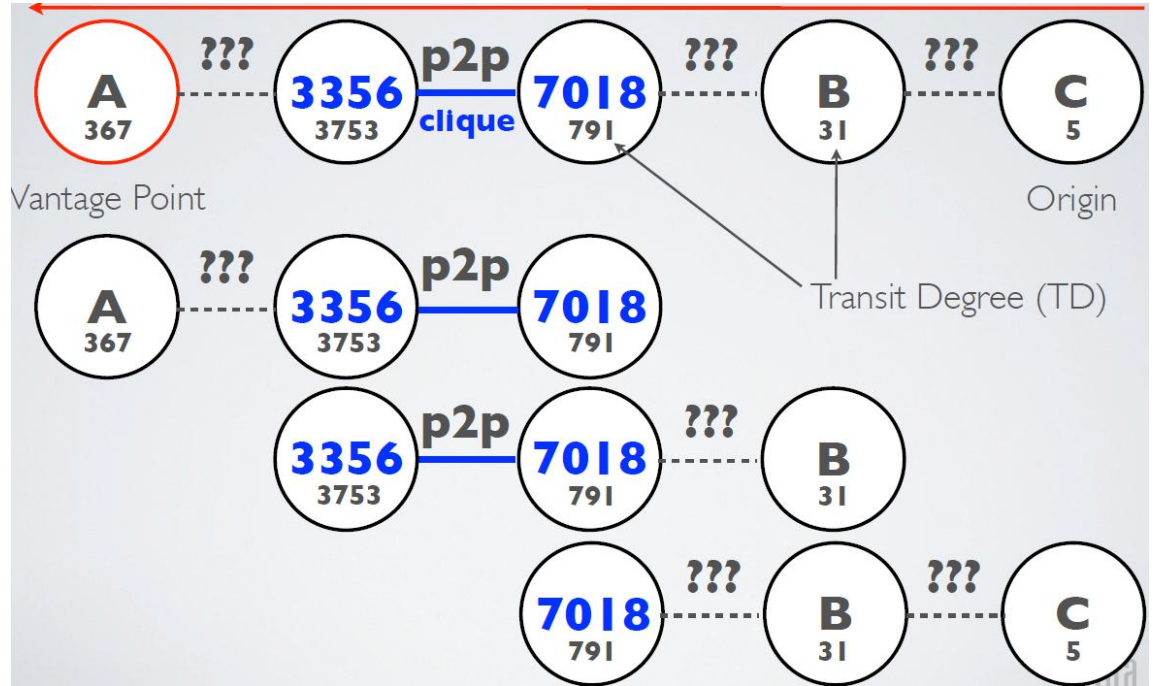 ??? p2p ??? ???
A 3356 7018 B C
367 3753 clique 791 31 5
Vantage Point Origin
??? p2p
A 3356 7018
367 3753 791
Transit Degree (TD)
p2p ???
3356 7018 B
3753 791 31
??? ???
7018 B C
791 31 5